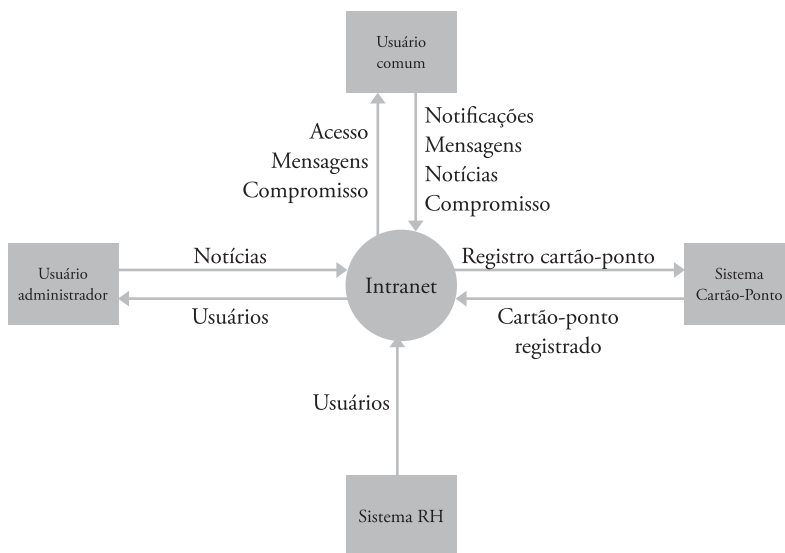 Usuário
comum
Acesso
Mensagens
Compromisso
Notificações
Mensagens
Notícias
Compromisso
Usuário
administrador
Notícias
Usuários
Intranet
Registro cartão-ponto
Cartão-ponto
registrado
Sistema
Cartão-Ponto
Usuários
Sistema RH